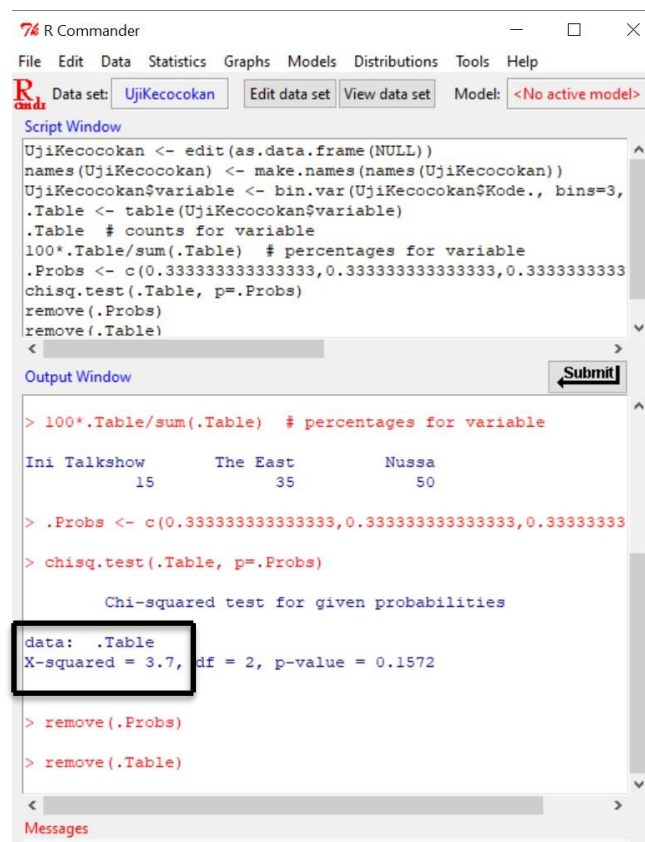 R Commander
File Edit Data Statistics Graphs Models Distributions Tools Help
R cmdr Data set: UjiKecocokan Edit data set View data set Model: <No active model>
Script Window
UjiKecocokan <- edit(as.data.frame(NULL))
names(UjiKecocokan) <- make.names(names(UjiKecocokan))
UjiKecocokan$variable <- bin.var(UjiKecocokan$Kode., bins=3,
.Table <- table(UjiKecocokan$variable)
.Table # counts for variable
100*.Table/sum(.Table) # percentages for variable
.Probs <- c(0.333333333333333,0.333333333333333,0.3333333333
chisq.test(.Table, p=.Probs)
remove(.Probs)
remove(.Table)
Output Window Submit
> 100*.Table/sum(.Table) # percentages for variable
Ini Talkshow The East Nussa
15 35 50
> .Probs <- c(0.333333333333333,0.333333333333333,0.33333333
> chisq.test(.Table, p=.Probs)
Chi-squared test for given probabilities
data: .Table
X-squared = 3.7, df = 2, p-value = 0.1572
> remove(.Probs)
> remove(.Table)
Messages